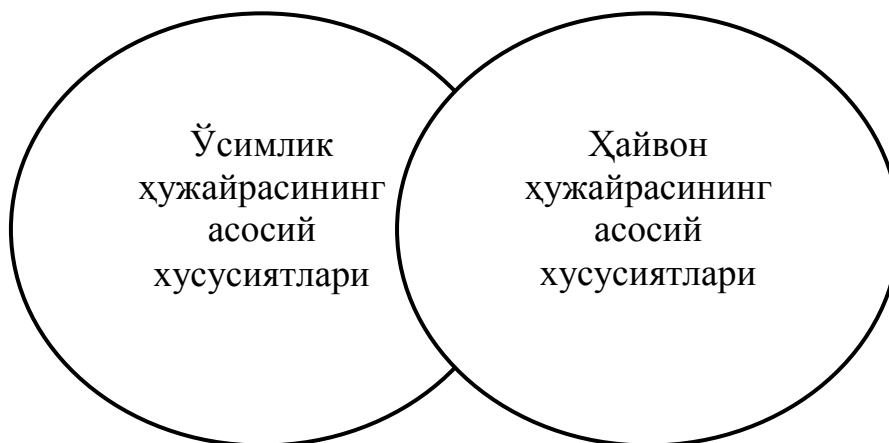 Ўсимлик
ҳужайрасининг
асосий
хусусиятлари
Ҳайвон
ҳужайрасининг
асосий
хусусиятлари